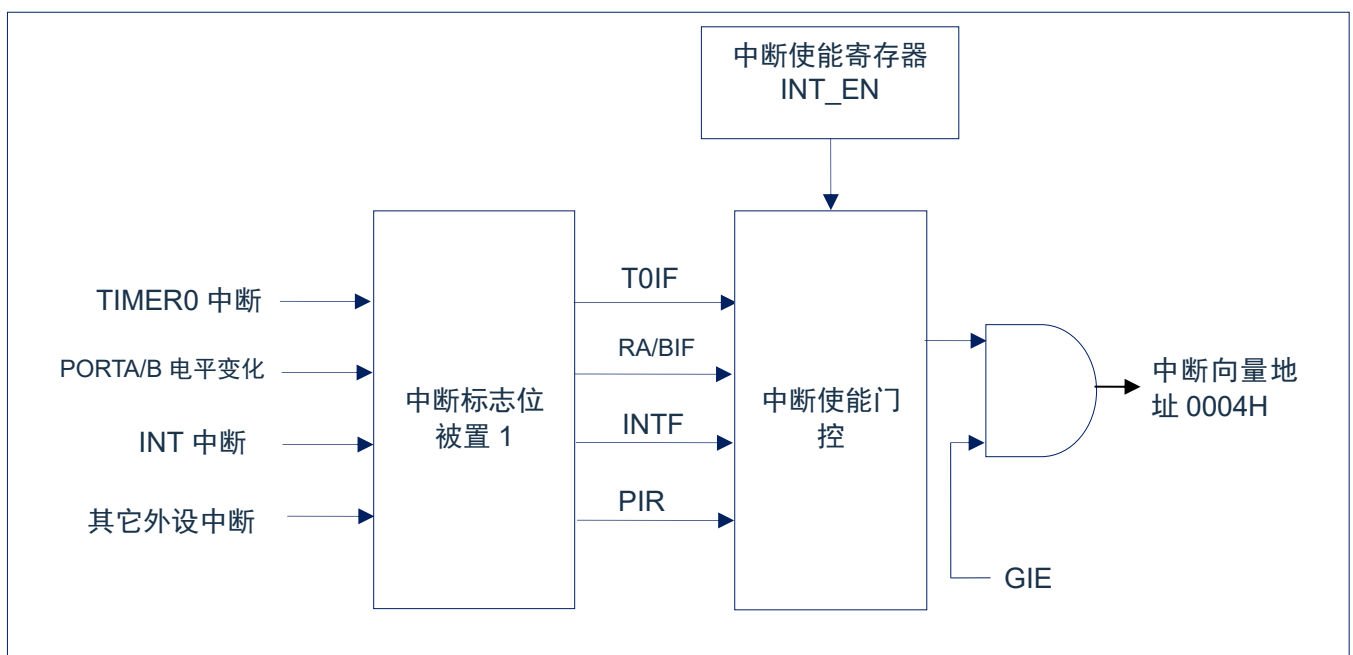 中断使能寄存器
INT_EN
TIMER0 中断
PORTA/B 电平变化
INT 中断
其它外设中断
中断标志位
被置 1
T0IF
RA/BIF
INTF
PIR
中断使能门
控
中断向量地
址 0004H
GIE